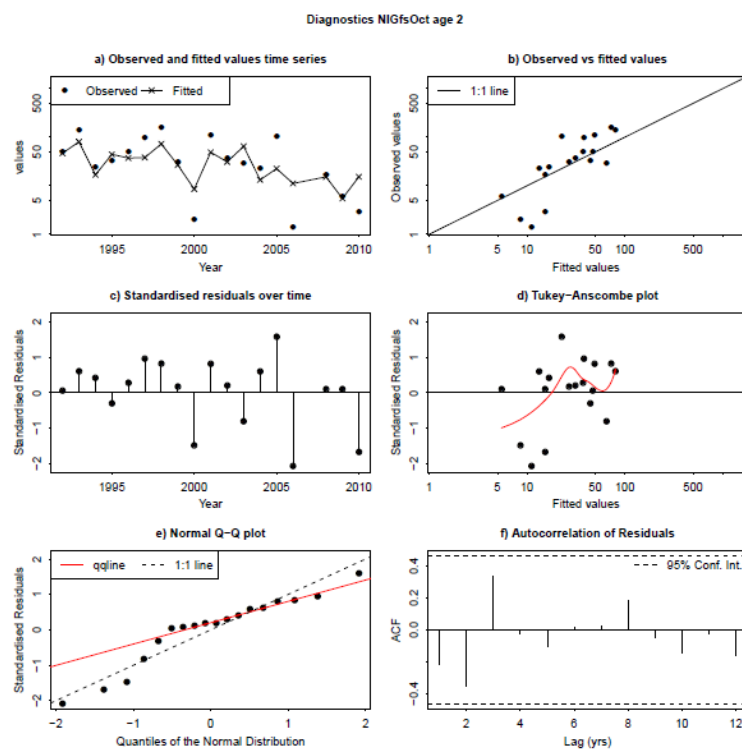 Diagnostics NIGfsOct age 2
a) Observed and fitted values time series
Observed Fitted
values
500
50
5
1
1995 2000 2005 2010
Year
b) Observed vs fitted values
1:1 line
Observed values
500
50
5
1
1 5 10 50 100 500
Fitted values
c) Standardised residuals over time
Standardised Residuals
2
1
0
−1
−2
1995 2000 2005 2010
Year
d) Tukey−Anscombe plot
Standardised Residuals
2
1
0
−1
−2
1 5 10 50 100 500
Fitted values
e) Normal Q−Q plot
qqline 1:1 line
Standardised Residuals
2
1
0
−1
−2
−2 −1 0 1 2
Quantiles of the Normal Distribution
f) Autocorrelation of Residuals
95% Conf. Int.
ACF
0.4
0.0
−0.4
2 4 6 8 10 12
Lag (yrs)